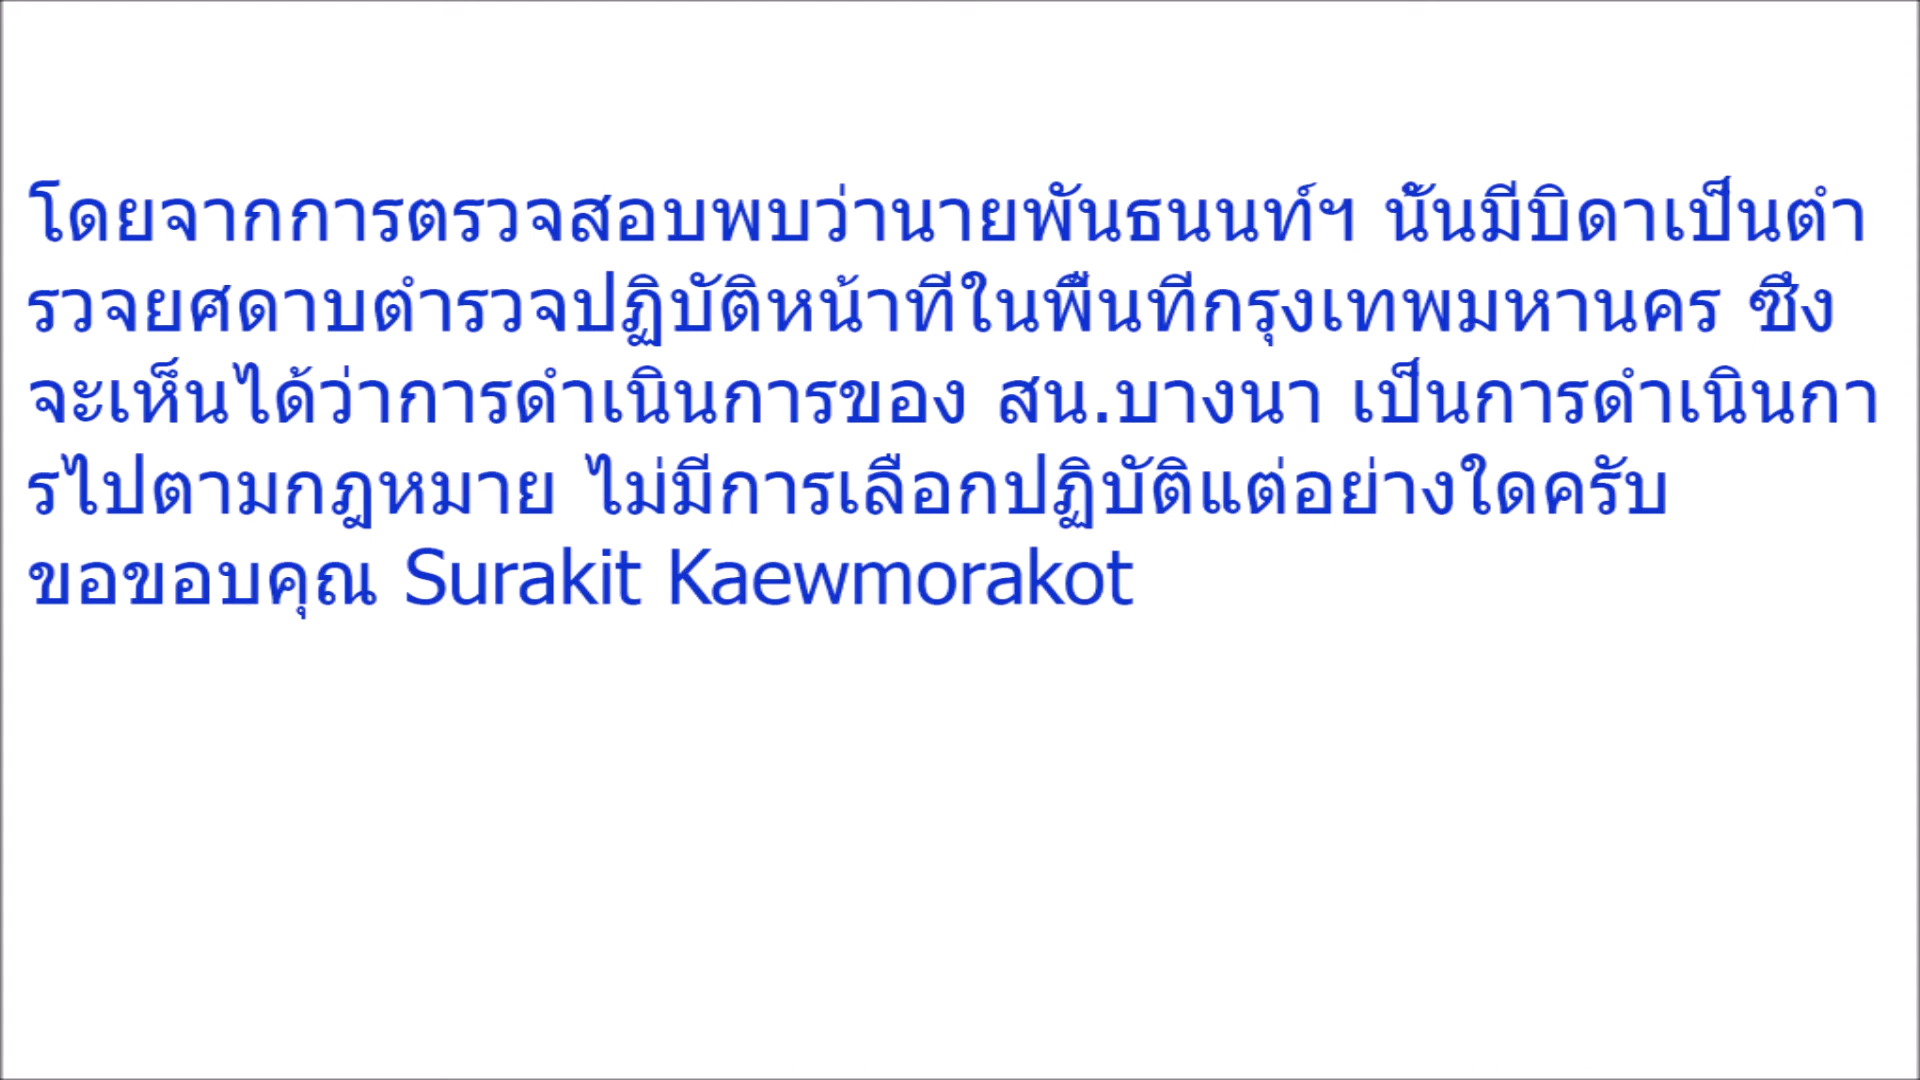 โดยจากการตรวจสอบพบว่านายพันธนนท์ฯ นั้นมีบิดาเป็นตำ
รวจยศดาบตำรวจปฏิบัติหน้าที่ในพื้นที่กรุงเทพมหานคร ซึ่ง
จะเห็นได้ว่าการดำเนินการของ สน.บางนา เป็นการดำเนินกา
รไปตามกฎหมาย ไม่มีการเลือกปฏิบัติแต่อย่างใดครับ
ขอขอบคุณ Surakit Kaewmorakot